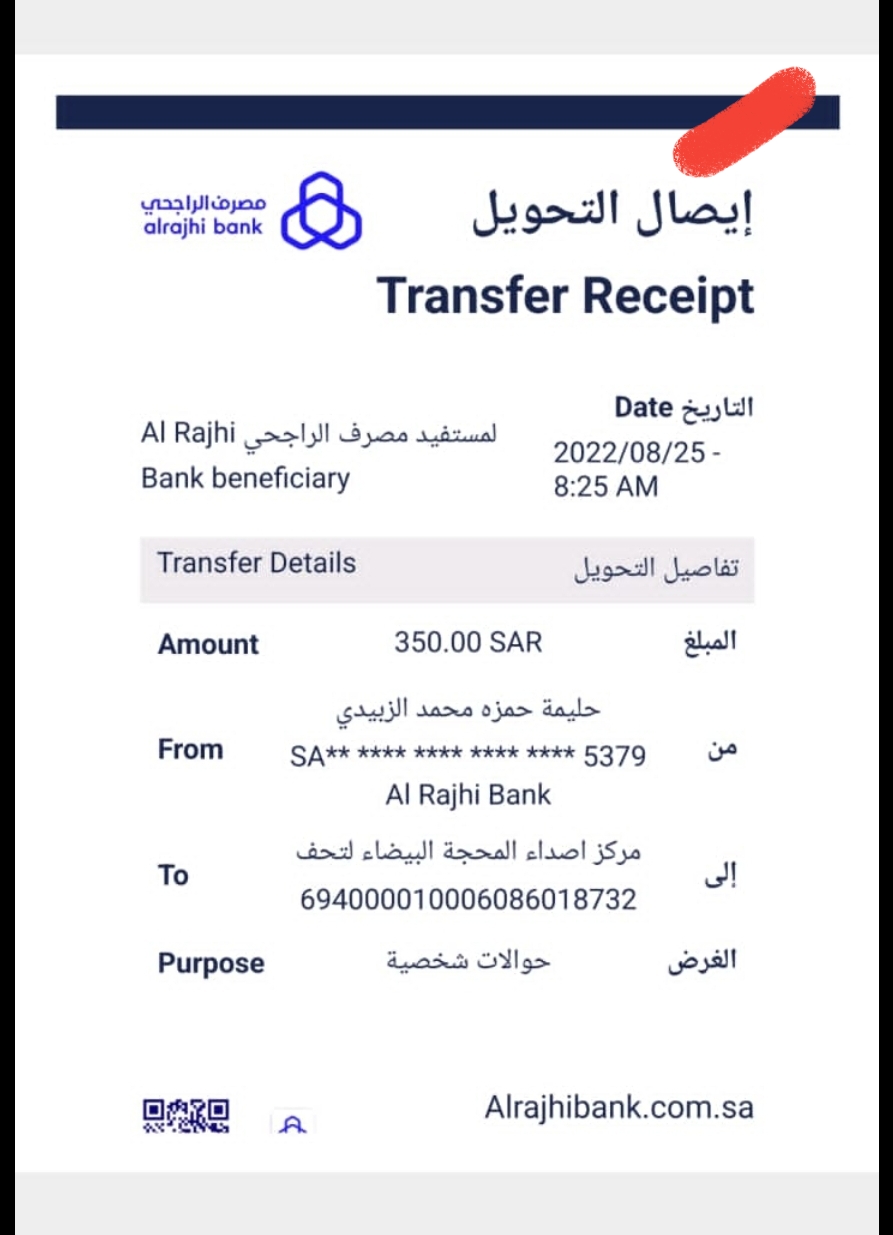 مصرف الراجحي
alrajhi bank
إيصال التحويل
Transfer Receipt
التاريخ Date
2022/08/25 -
8:25 AM
لمستفيد مصرف الراجحي Al Rajhi
Bank beneficiary
Transfer Details تفاصيل التحويل
Amount 350.00 SAR المبلغ
حليمة حمزه محمد الزبيدي
From SA** **** **** **** **** 5379 من
Al Rajhi Bank
مركز اصداء المحجة البيضاء لتحف
To إلى
694000010006086018732
Purpose حوالات شخصية الغرض
Alrajhibank.com.sa